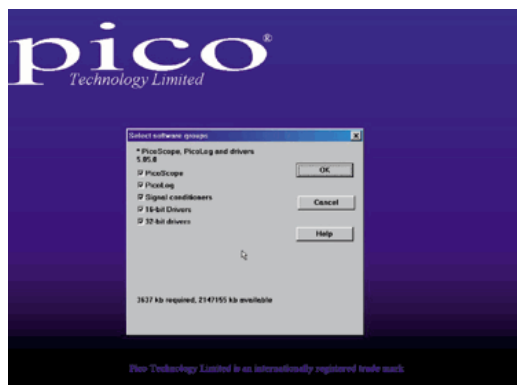 pico®
Technology Limited
Select software groups
* PicoScope, PicoLog and drivers
5.05.0
PicoScope
PicoLog
Signal conditioners
16-bit Drivers
32-bit drivers
OK
Cancel
Help
3637 kb required, 2147155 kb available
Pico Technology Limited is an internationally registered trade mark